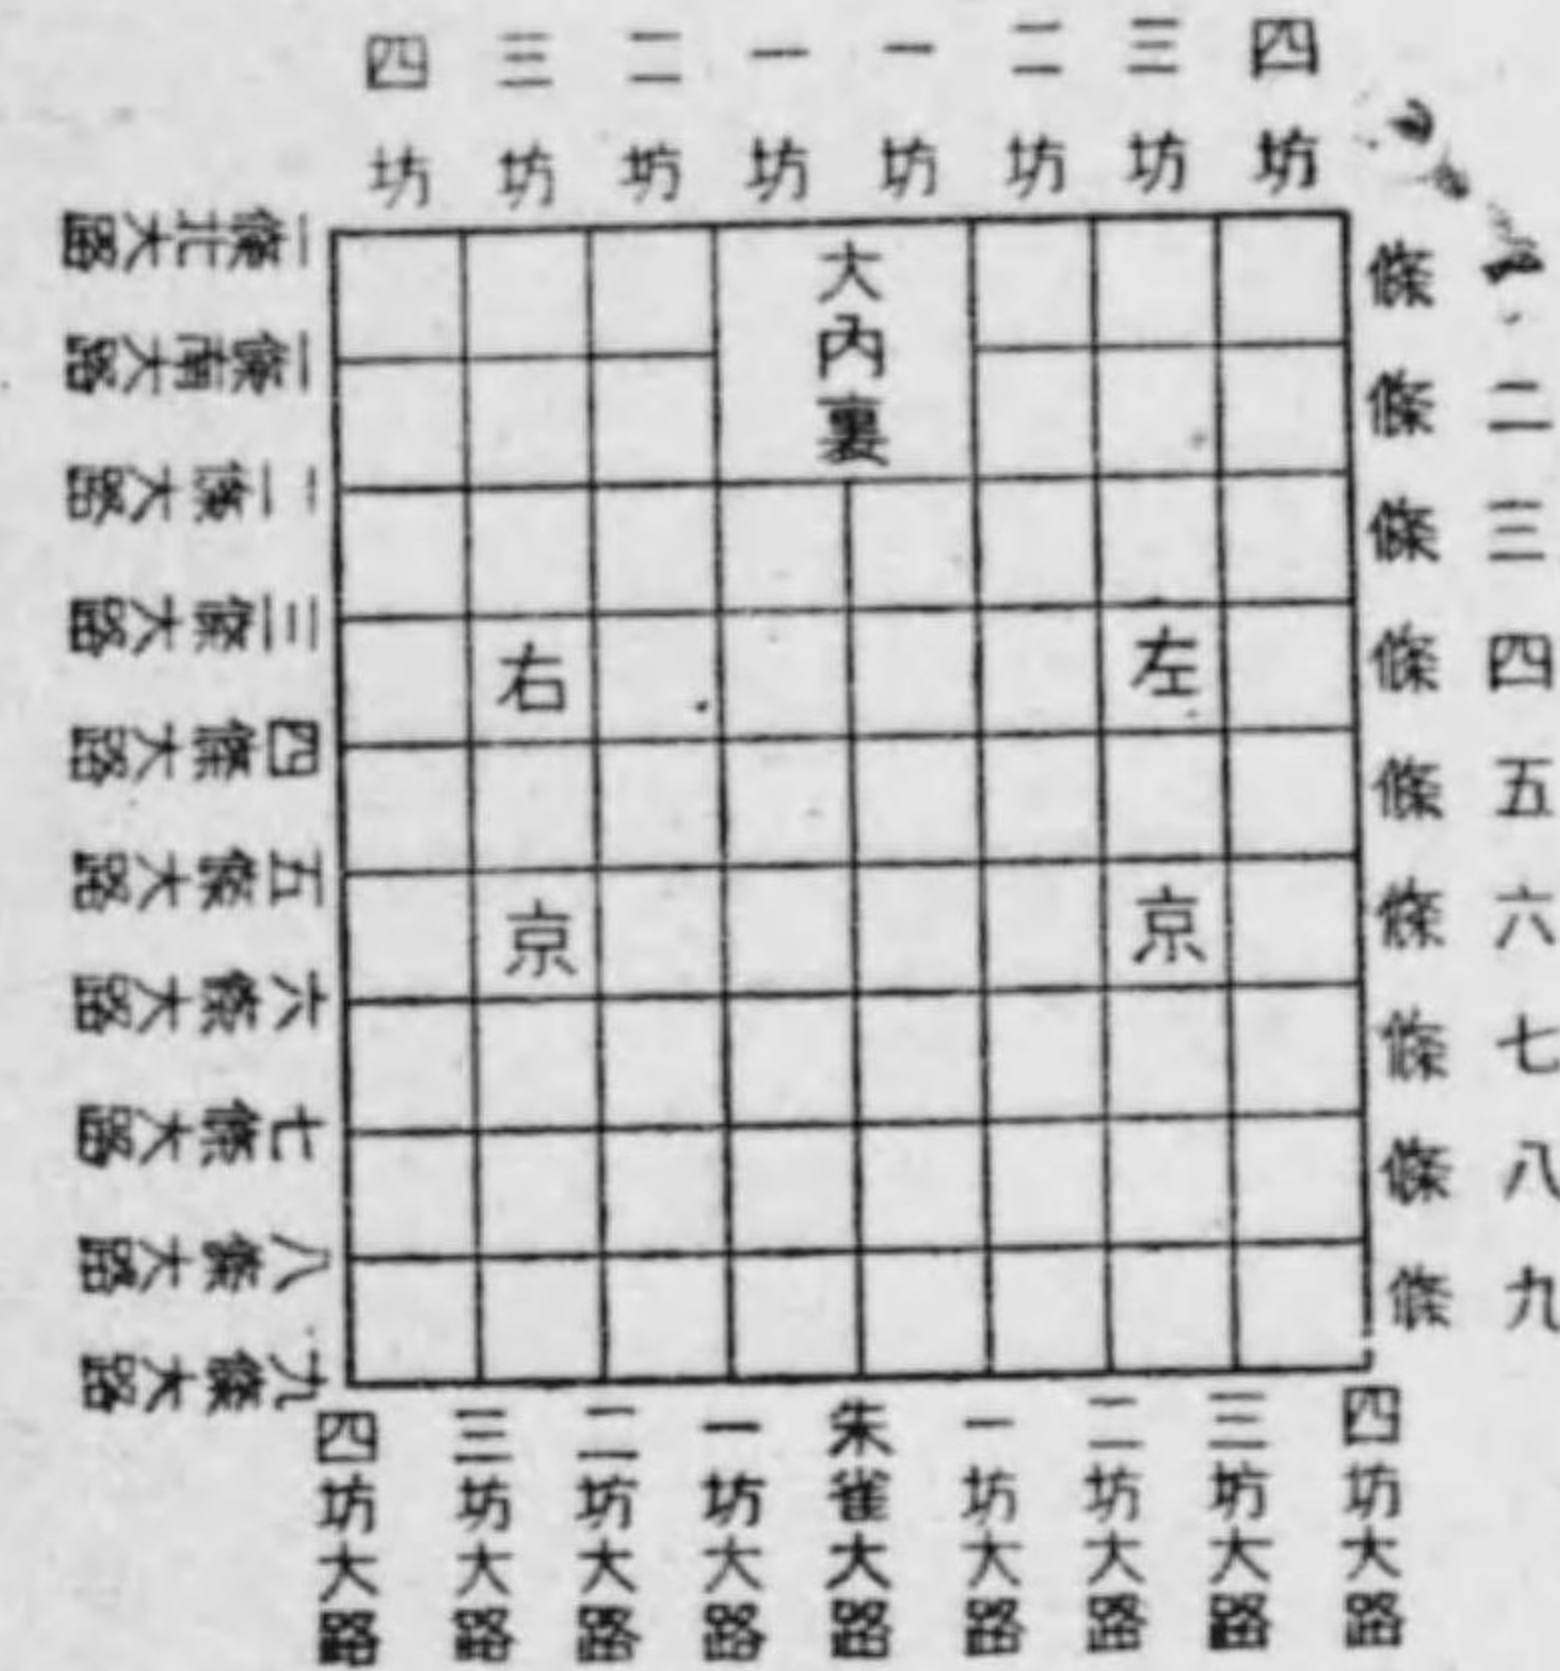 四坊 三坊 二坊 一坊 一坊 二坊 三坊 四坊
一條北大路
一條南大路
二條大路
三條大路
四條大路
五條大路
六條大路
七條大路
八條大路
九條大路
大內裏
右京
左京
條
二條
三條
四條
五條
六條
七條
八條
九條
四坊大路
三坊大路
二坊大路
一坊大路
朱雀大路
一坊大路
二坊大路
三坊大路
四坊大路